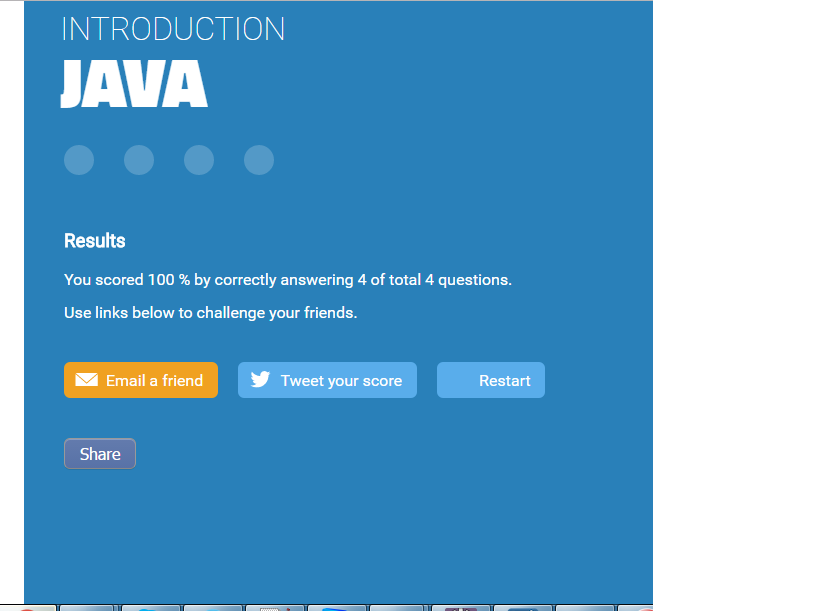 INTRODUCTION
JAVA
Results
You scored 100 % by correctly answering 4 of total 4 questions.
Use links below to challenge your friends.
Email a friend
Tweet your score
Restart
Share